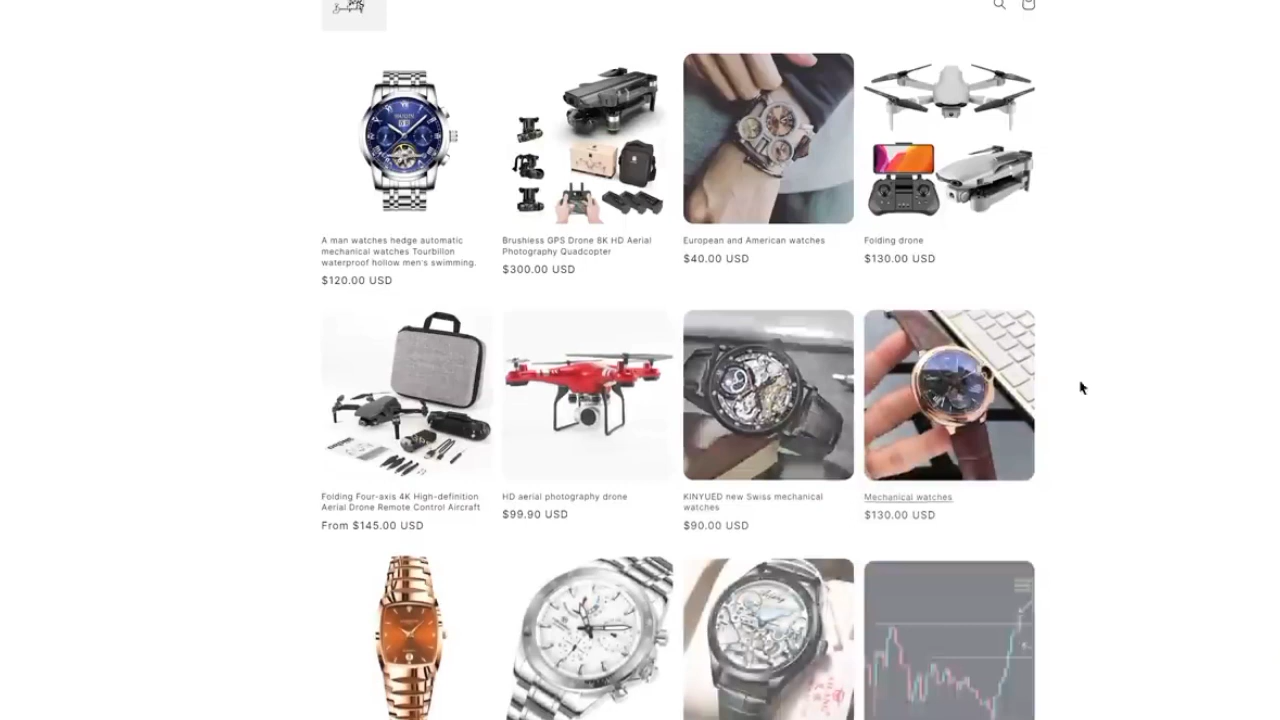 A man watches hedge automatic
mechanical watches Tourbillon
waterproof hollow men's swimming.
$120.00 USD
Brushless GPS Drone 8K HD Aerial
Photography Quadcopter
$300.00 USD
European and American watches
$40.00 USD
Folding drone
$130.00 USD
Folding Four-axis 4K High-definition
Aerial Drone Remote Control Aircraft
From $145.00 USD
HD aerial photography drone
$99.90 USD
KINYUED new Swiss mechanical
watches
$90.00 USD
Mechanical watches
$130.00 USD